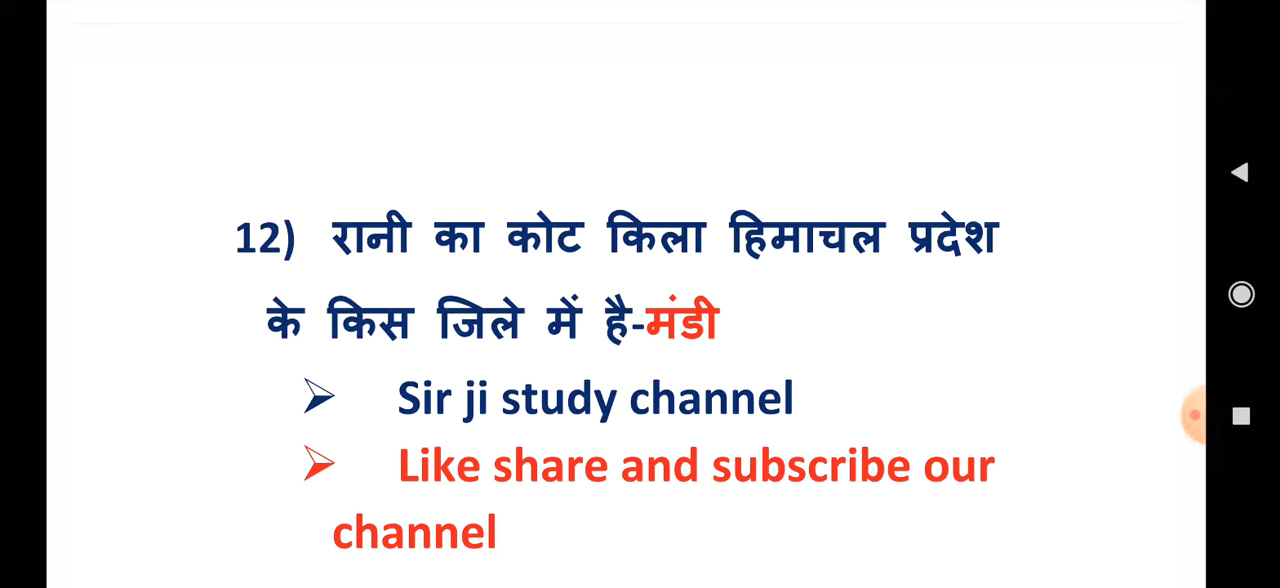 12) रानी का कोट किला हिमाचल प्रदेश
के किस जिले में है-मंडी
➢ Sir ji study channel
➢ Like share and subscribe our
channel